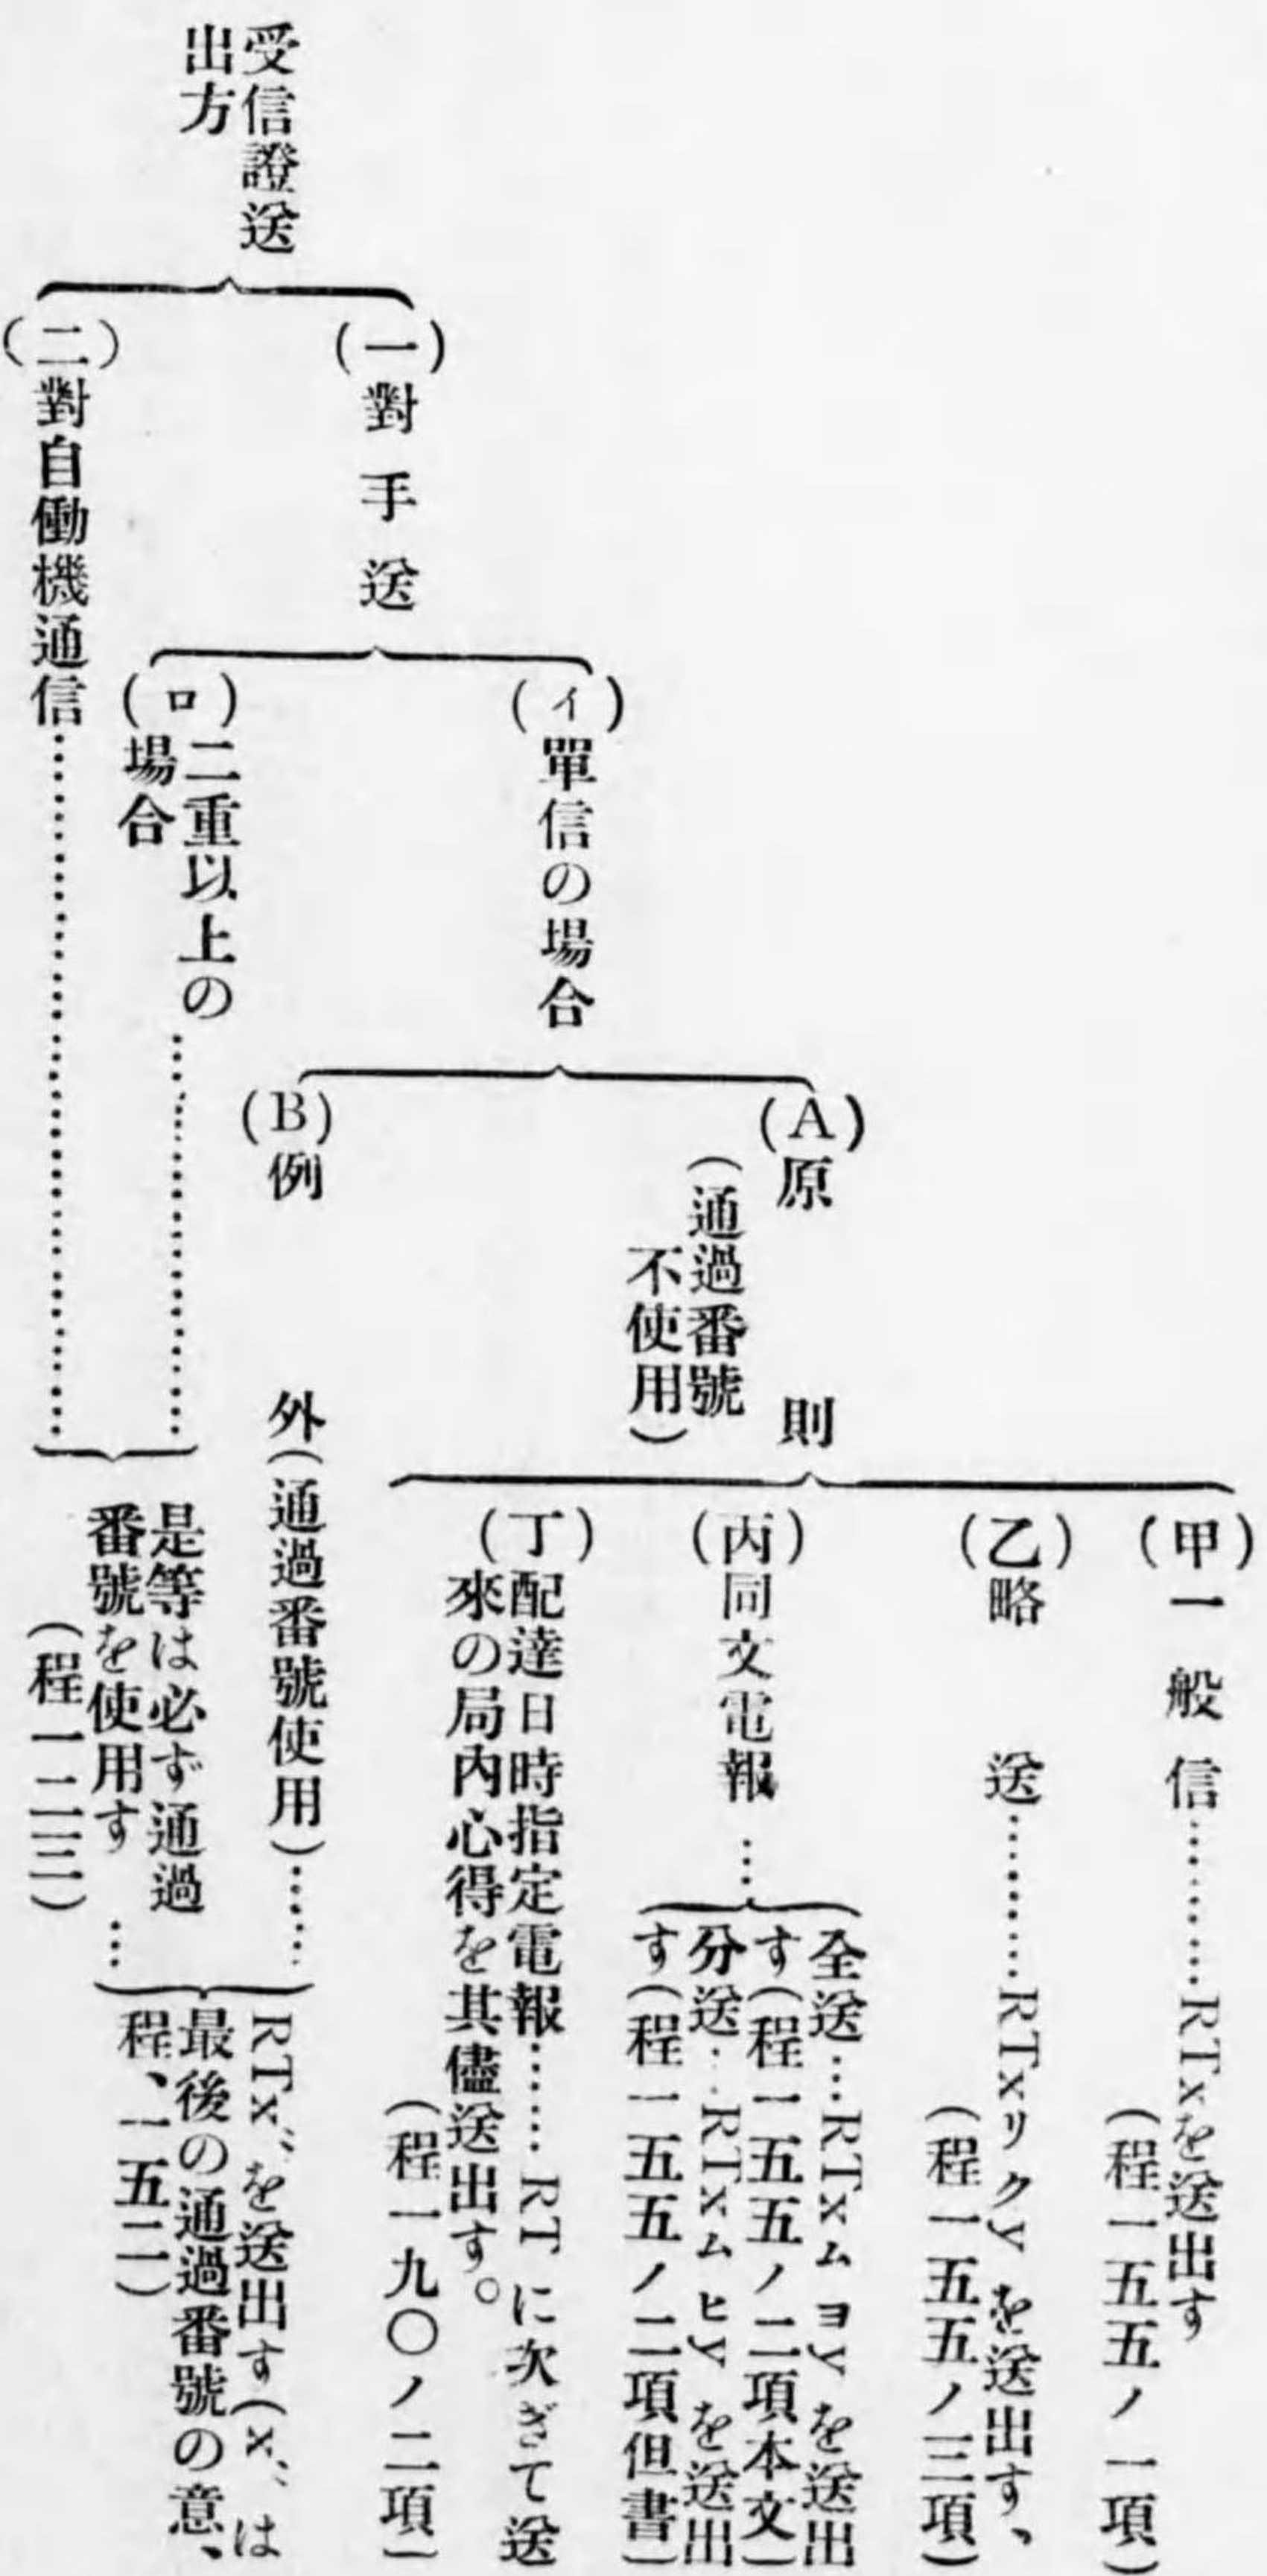 受信證送
出方
(一)對手送
(イ)單信の場合
(A)原則
(通過番號
不使用)
(甲)一般信………RTxを送出す
(程一五五ノ一項)
(乙)略送………RTxリクyを送出す、
(程一五五ノ三項)
(丙)同文電報…
全送…RTxムヨyを送出
す(程一五五ノ二項本文)
分送…RTxムヒyを送出
す(程一五五ノ二項但書)
(丁)配達日時指定電報……RTに次ぎて送
來の局內心得を其儘送出す。
(程一九〇ノ二項)
(B)例外(通過番號使用)……
(ロ)二重以上の
場合
(二)對自働機通信
是等は必ず通過
番號を使用す…
(程一二三)
RTx、を送出す(x、は
最後の通過番號の意、
程、一五二)